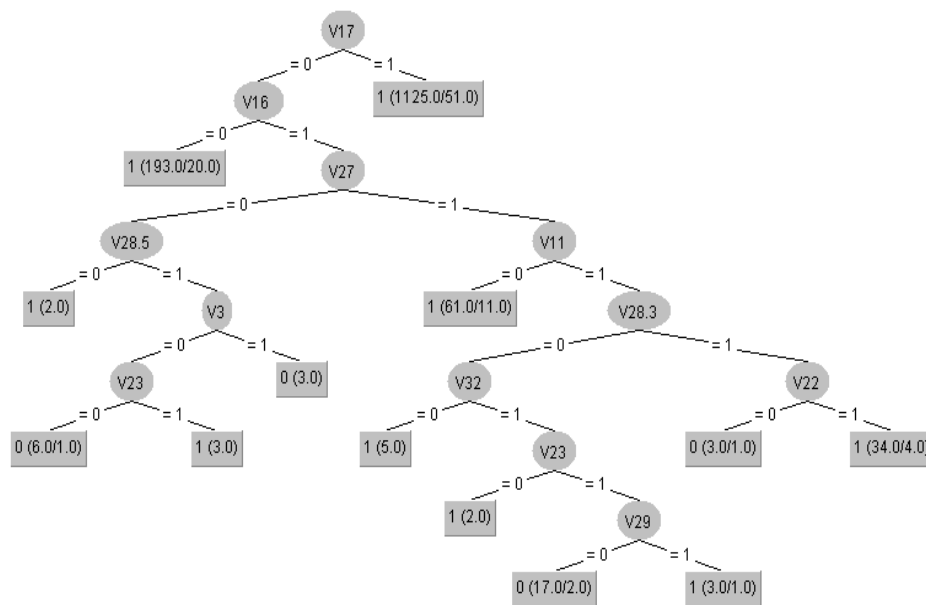 V17
= 0 = 1
V16 1 (1125.0/51.0)
= 0 = 1
1 (193.0/20.0) V27
= 0 = 1
V28.5 V11
= 0 = 1 = 0 = 1
1 (2.0) V3 1 (61.0/11.0) V28.3
= 0 = 1 = 0 = 1
V23 0 (3.0) V32 V22
= 0 = 1 = 0 = 1 = 0 = 1
0 (6.0/1.0) 1 (3.0) 1 (5.0) V23 0 (3.0/1.0) 1 (34.0/4.0)
= 0 = 1
1 (2.0) V29
= 0 = 1
0 (17.0/2.0) 1 (3.0/1.0)